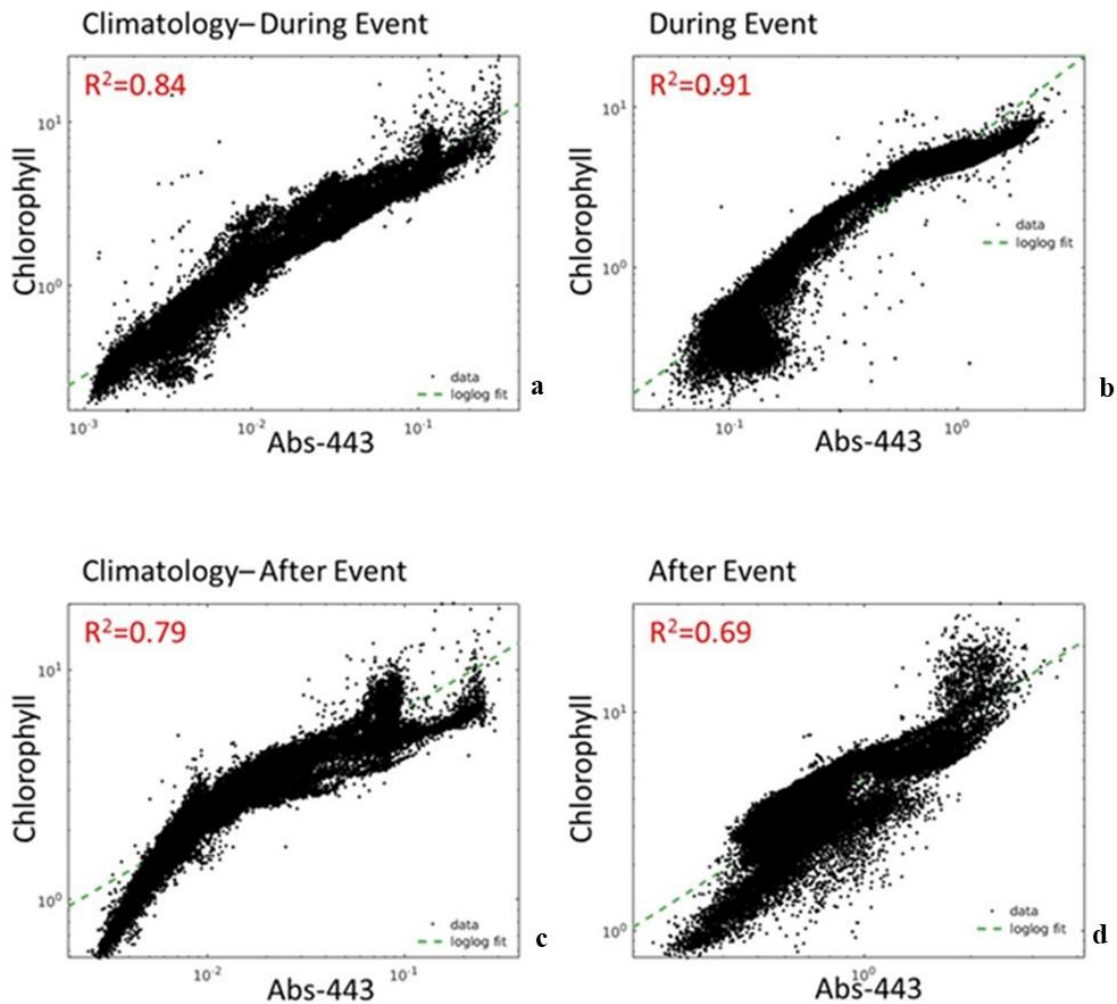 Climatology–During Event
During Event
R²=0.84
R²=0.91
Chlorophyll
10¹
10⁰
data
loglog fit
a
10⁻³
10⁻²
10⁻¹
Abs-443
Chlorophyll
10¹
10⁰
data
loglog fit
b
10⁻¹
10⁰
Abs-443
Climatology–After Event
After Event
R²=0.79
R²=0.69
Chlorophyll
10¹
10⁰
data
loglog fit
c
10⁻²
10⁻¹
Abs-443
Chlorophyll
10¹
10⁰
data
loglog fit
d
10⁰
Abs-443